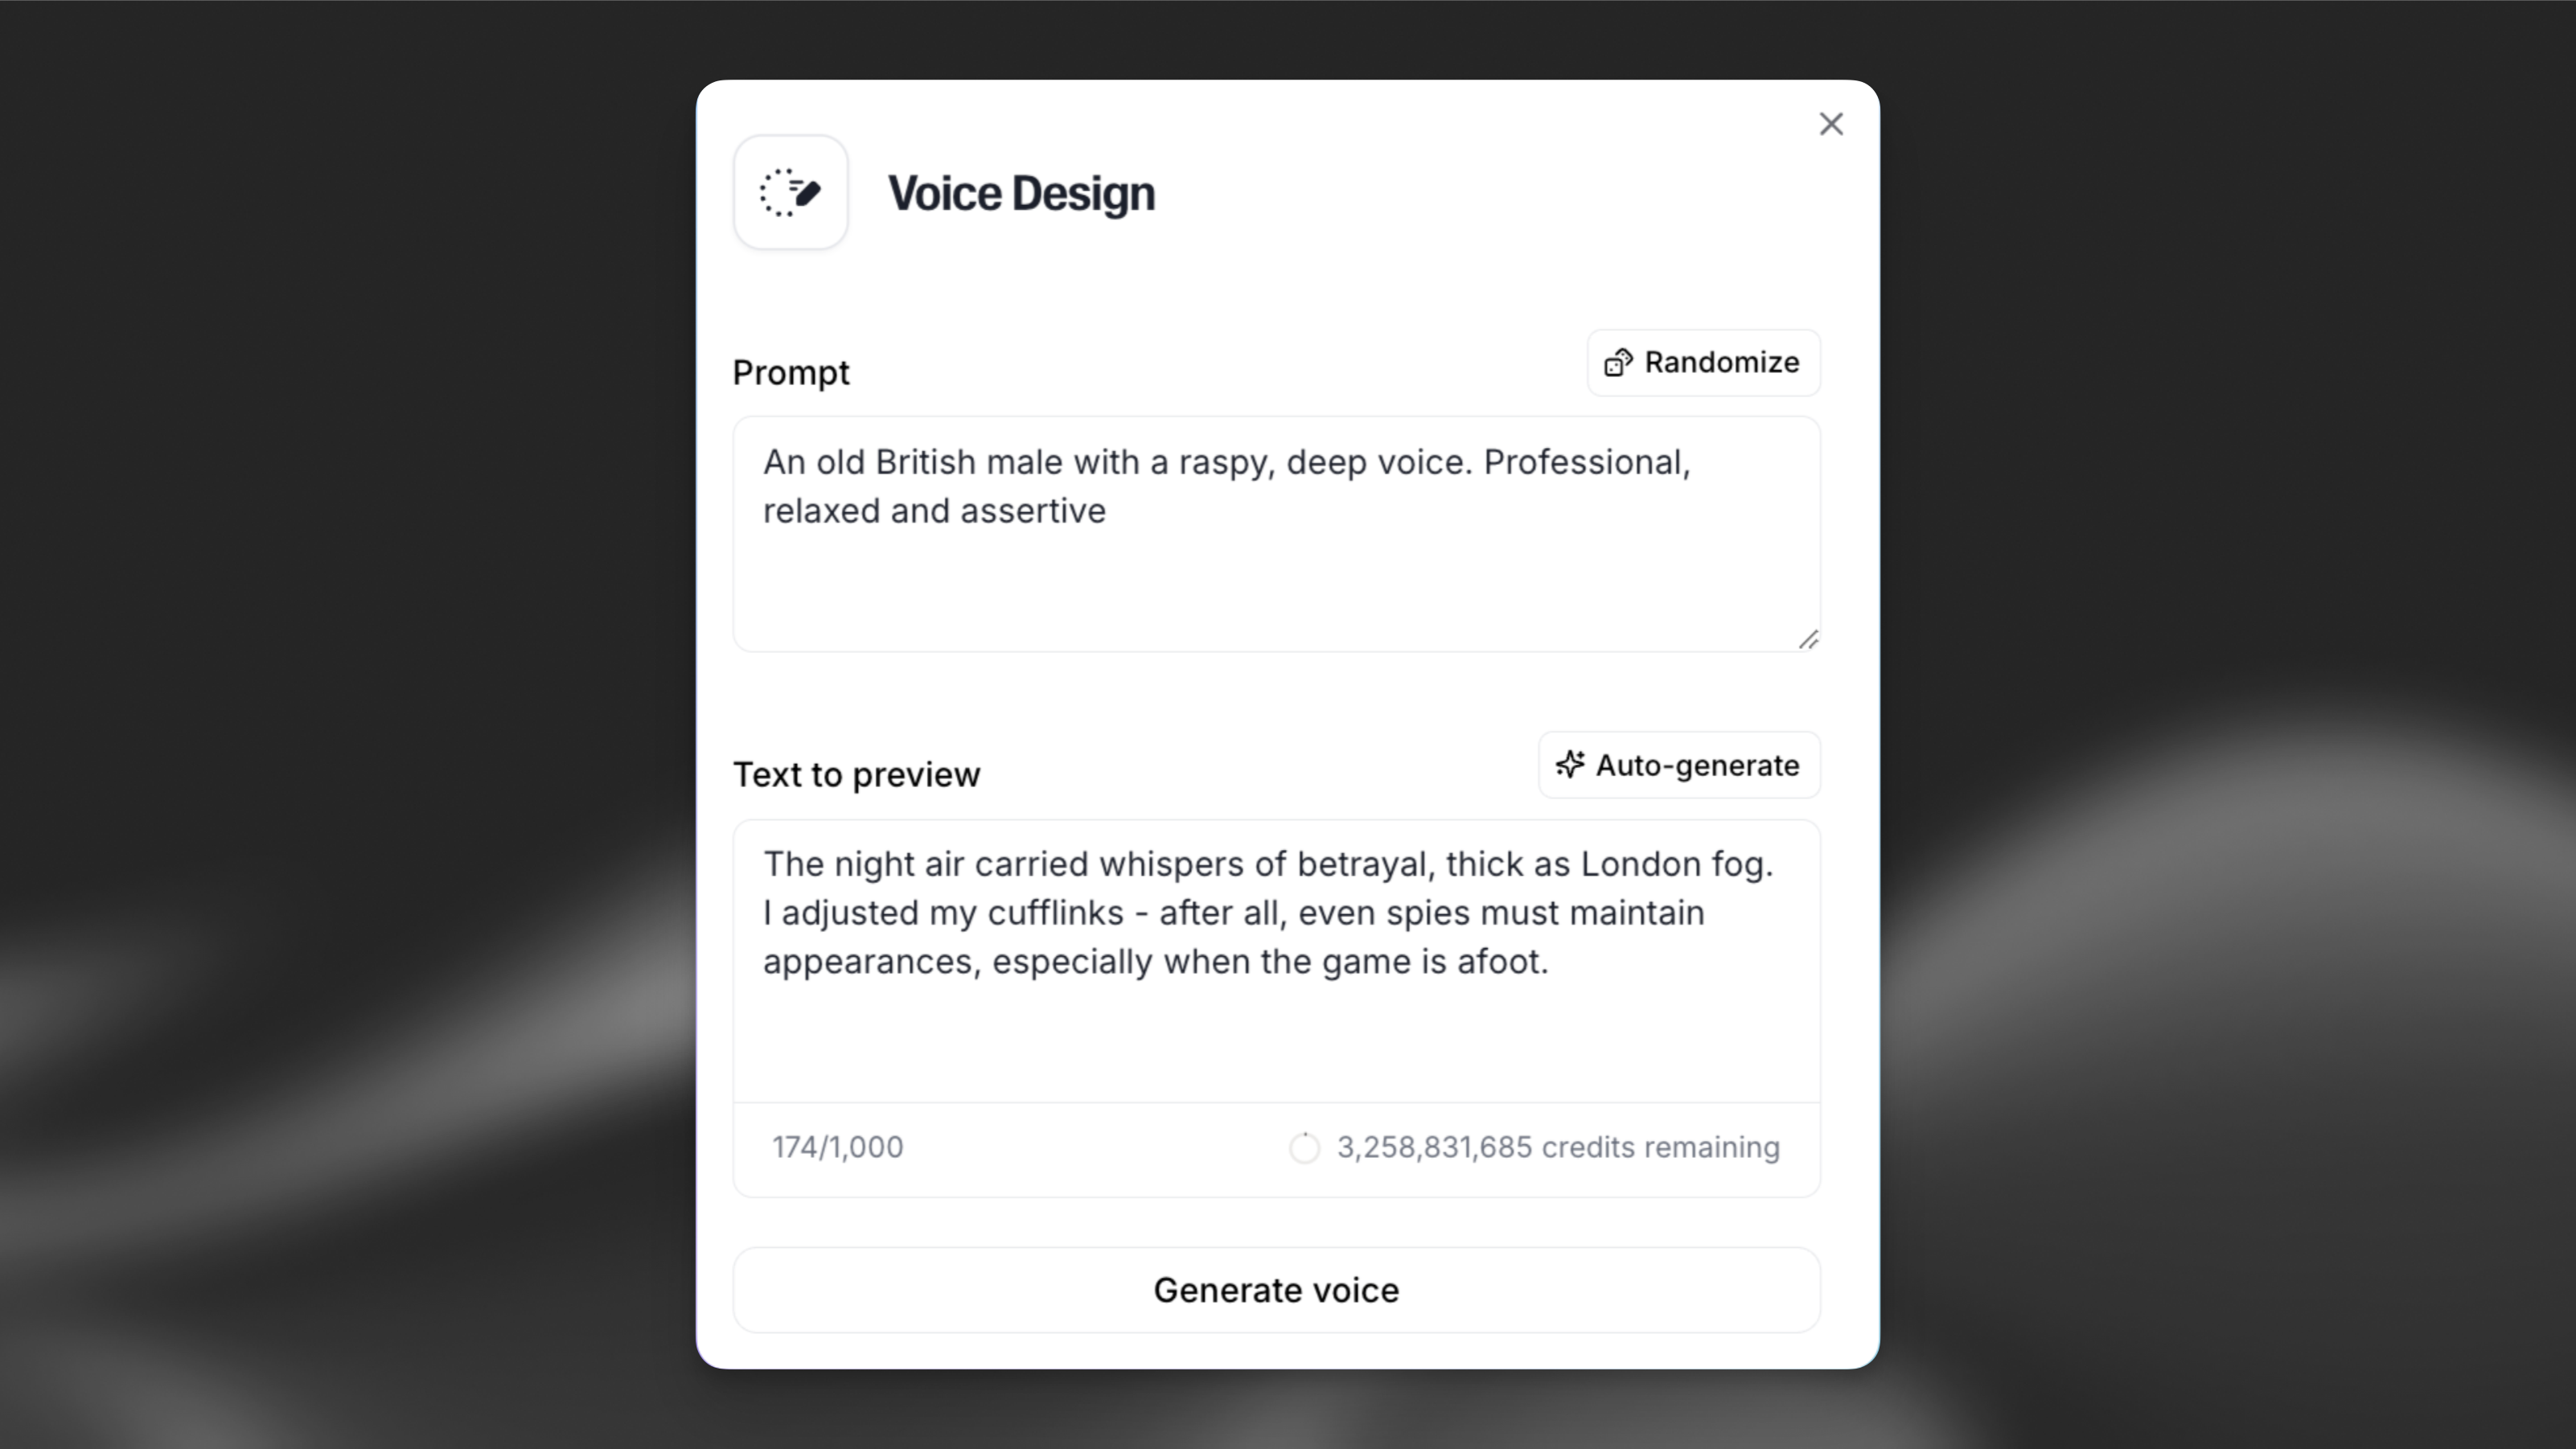 Voice Design
Prompt
Randomize
An old British male with a raspy, deep voice. Professional,
relaxed and assertive
Text to preview
Auto-generate
The night air carried whispers of betrayal, thick as London fog.
I adjusted my cufflinks - after all, even spies must maintain
appearances, especially when the game is afoot.
174/1,000
3,258,831,685 credits remaining
Generate voice